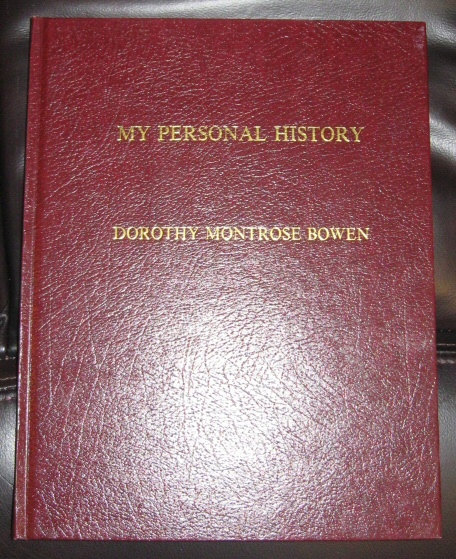 MY PERSONAL HISTORY
DOROTHY MONTROSE BOWEN